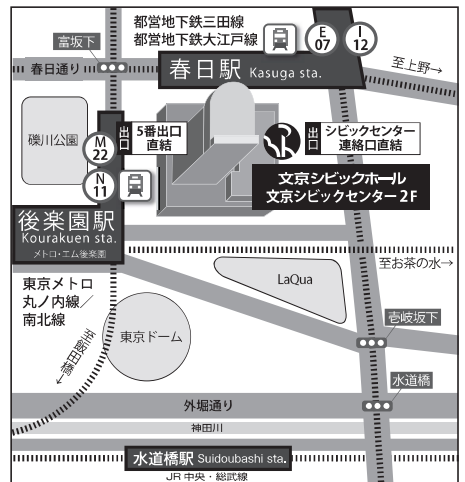 都営地下鉄三田線
都営地下鉄大江戸線
E
07
I
12
富坂下
春日通り
春日駅 Kasuga sta.
至上野→
礫川公園
M
22
出口
5番出口
直結
出口
シビックセンター
連絡口直結
N
11
文京シビックホール
文京シビックセンター2F
後楽園駅
Kourakuen sta.
メトロ・エム後楽園
至お茶の水→
東京メトロ
丸ノ内線／
南北線
LaQua
壱岐坂下
至飯田橋→
東京ドーム
水道橋
外堀通り
神田川
水道橋駅 Suidoubashi sta.
JR中央・総武線